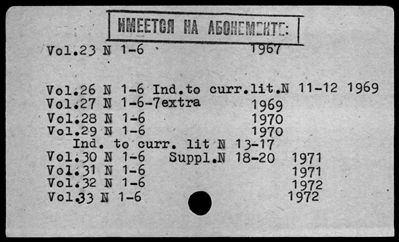 ИМЕЕТСЯ НА АБОНЕМЕНТЕ:
Vol.23 N 1-6 1967
Vol.26 N 1-6 Ind.to curr.lit.N 11-12 1969
Vol.27 N 1-6-7extra 1969
Vol.28 N 1-6 1970
Vol.29 N 1-6 1970
Ind. to curr. lit N 13-17
Vol.30 N 1-6 Suppl.N 18-20 1971
Vol.31 N 1-6 1971
Vol.32 N 1-6 1972
Vol.33 N 1-6 1972